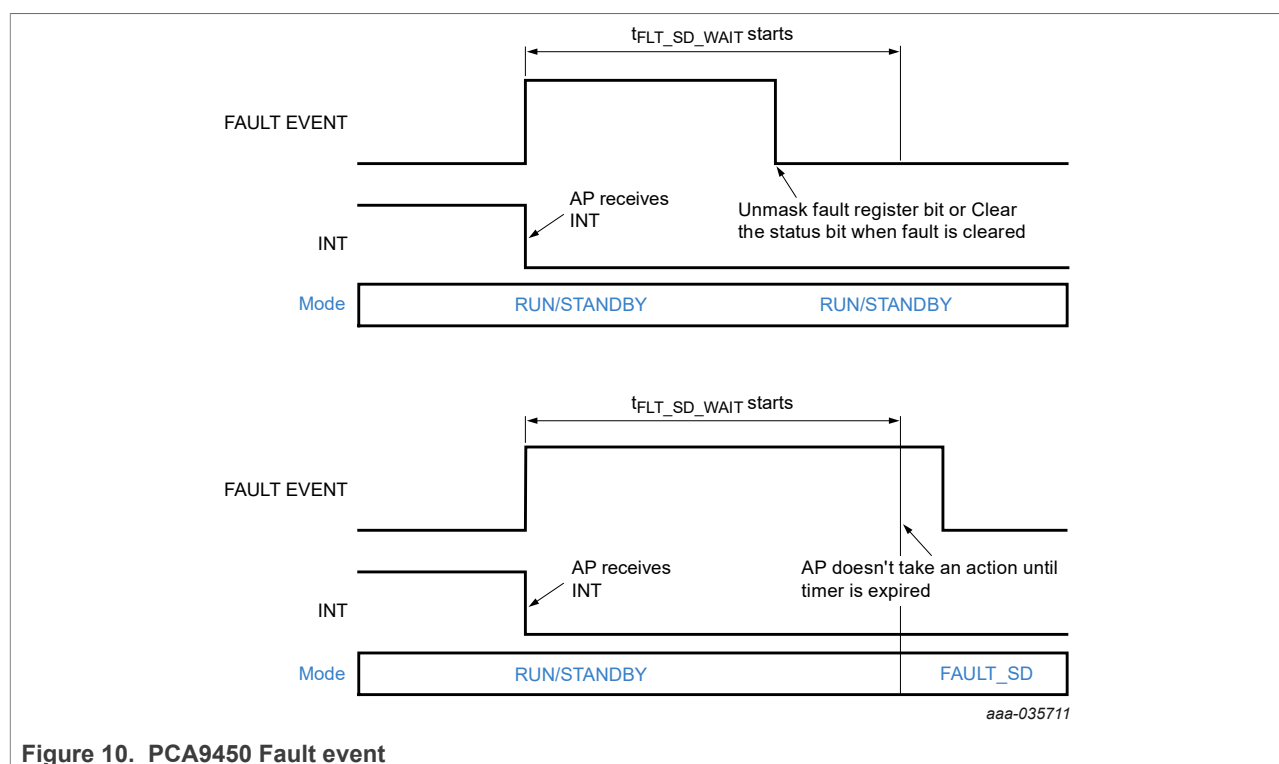 tFLT_SD_WAIT starts
FAULT EVENT
AP receives
INT
Unmask fault register bit or Clear
the status bit when fault is cleared
INT
Mode RUN/STANDBY RUN/STANDBY
tFLT_SD_WAIT starts
FAULT EVENT
AP receives
INT
AP doesn't take an action until
timer is expired
INT
Mode RUN/STANDBY FAULT_SD
aaa-035711
Figure 10. PCA9450 Fault event